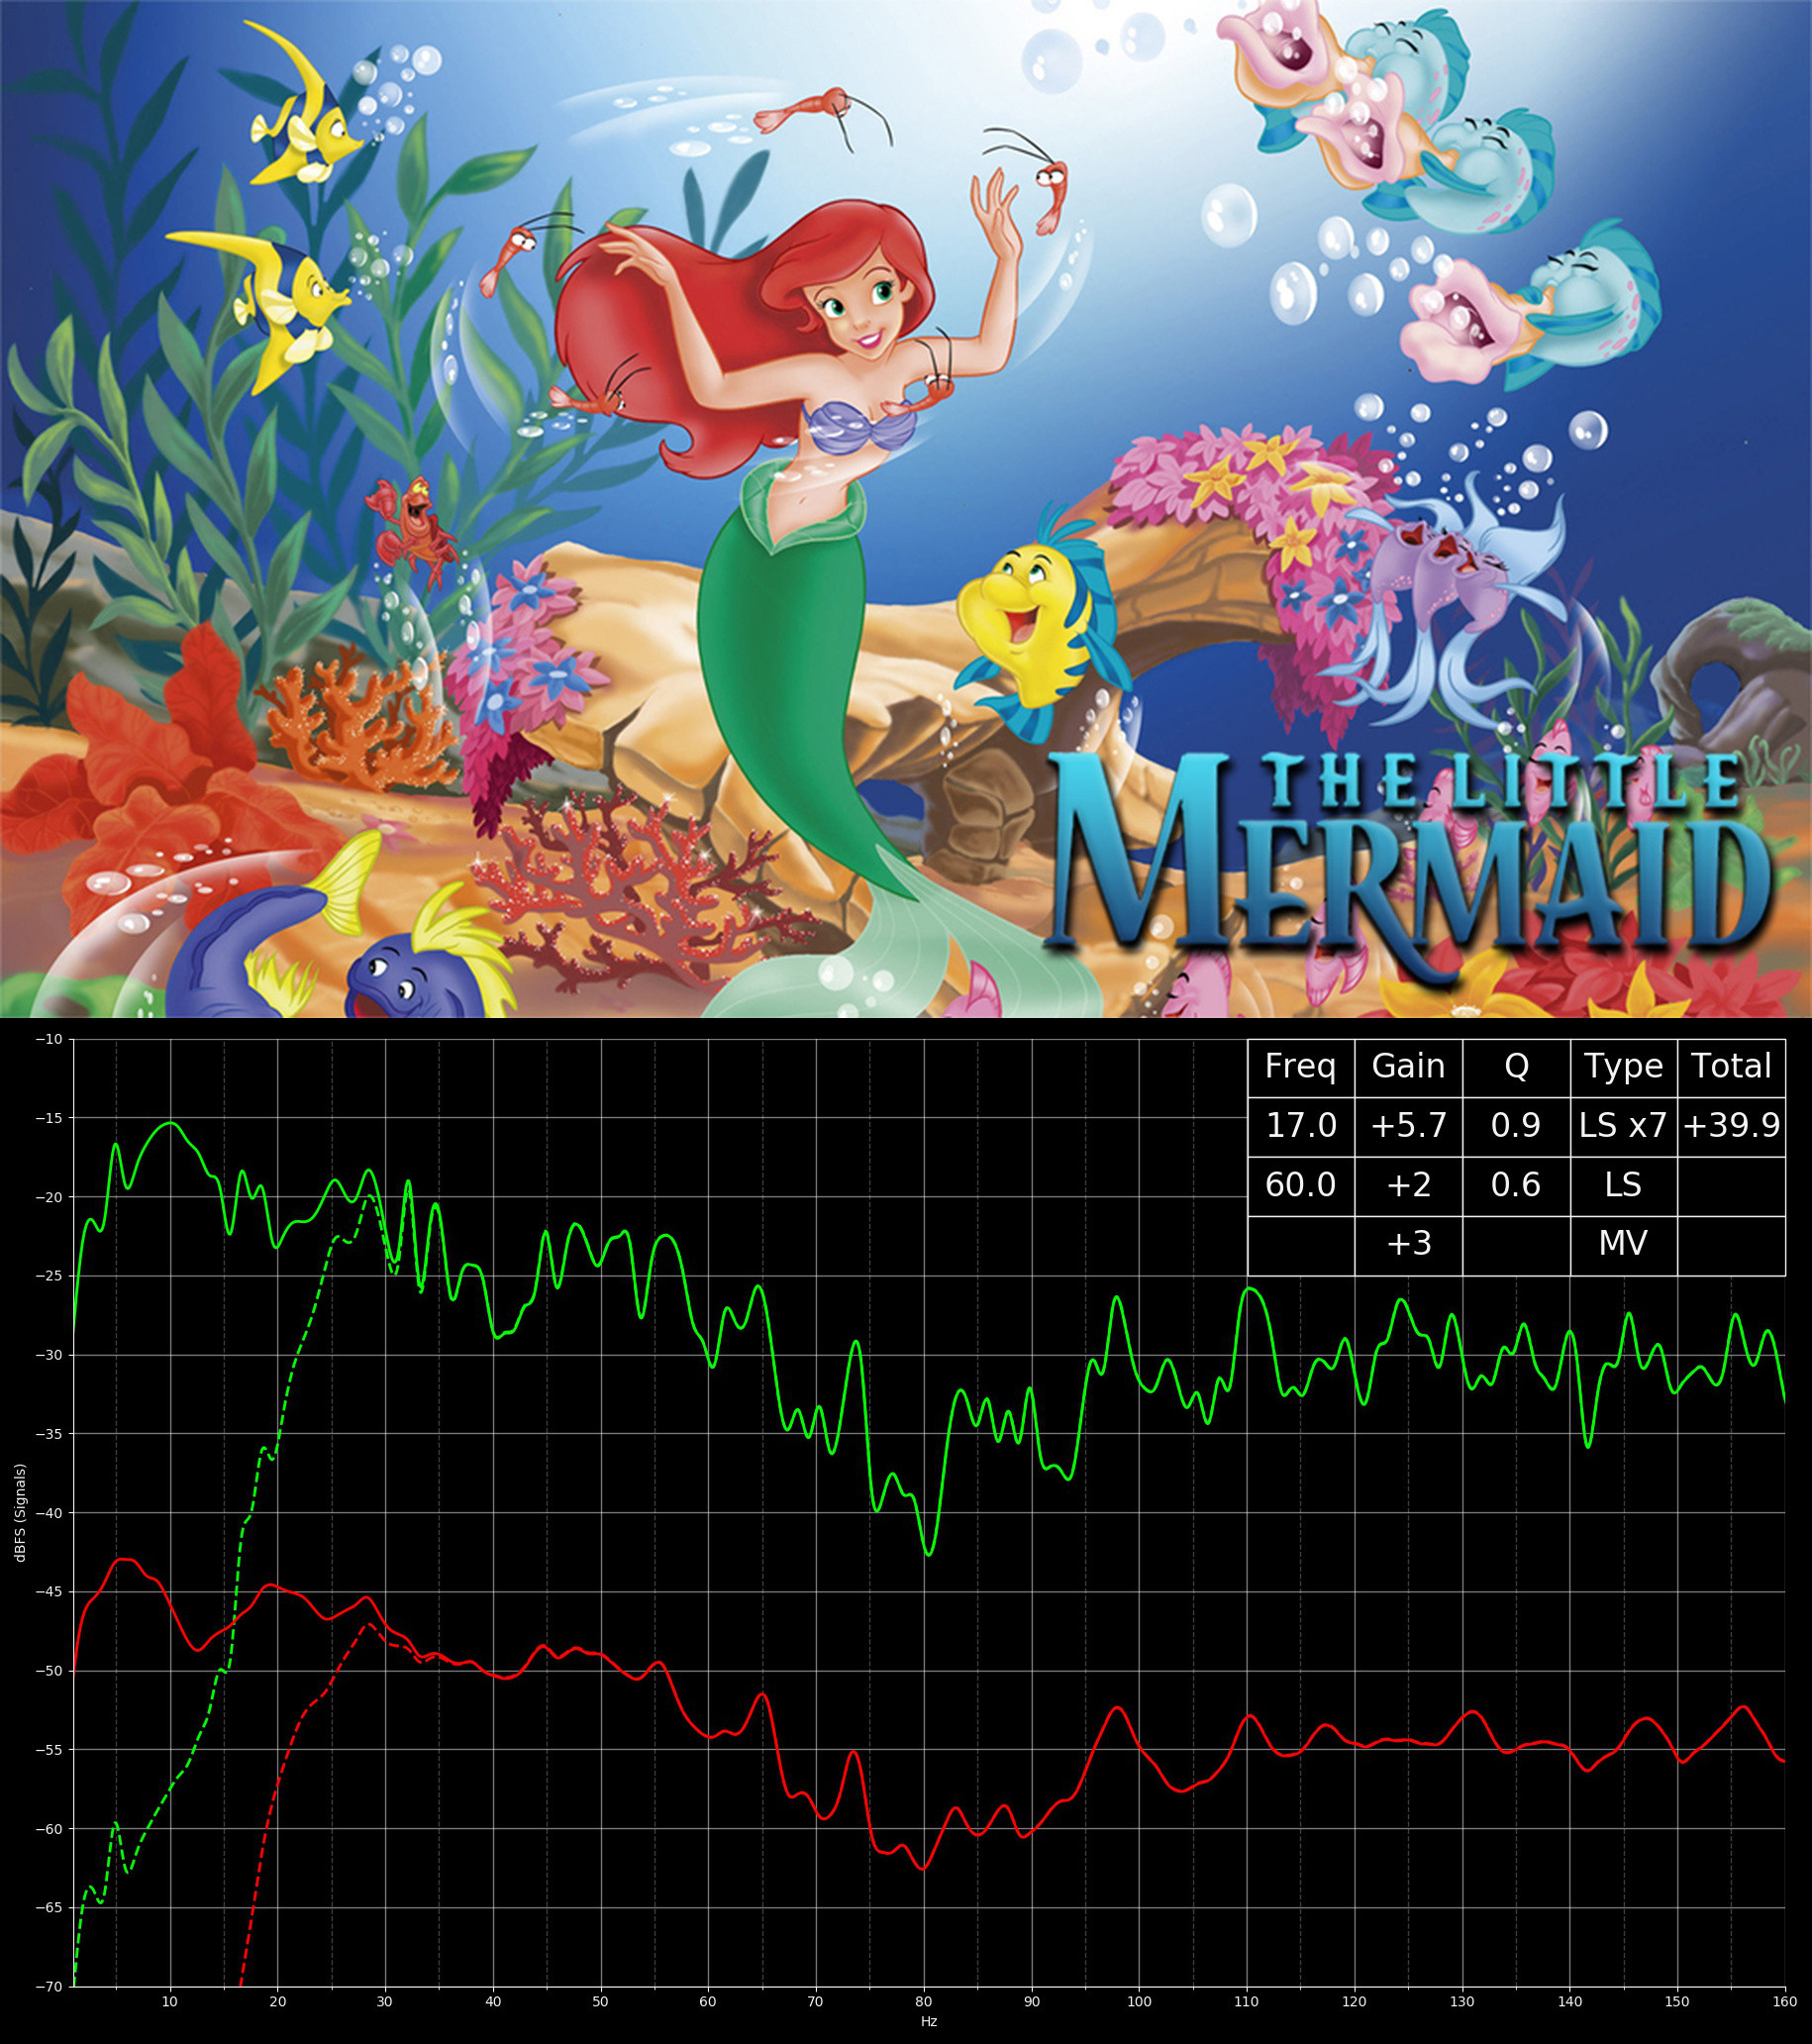 THE LITTLE
MERMAID
Freq Gain Q Type Total
17.0 +5.7 0.9 LS x7 +39.9
60.0 +2 0.6 LS
+3 MV
−10
−15
−20
−25
−30
−35
−40
−45
−50
−55
−60
−65
−70
dBFS (Signals)
10 20 30 40 50 60 70 80 90 100 110 120 130 140 150 160
Hz